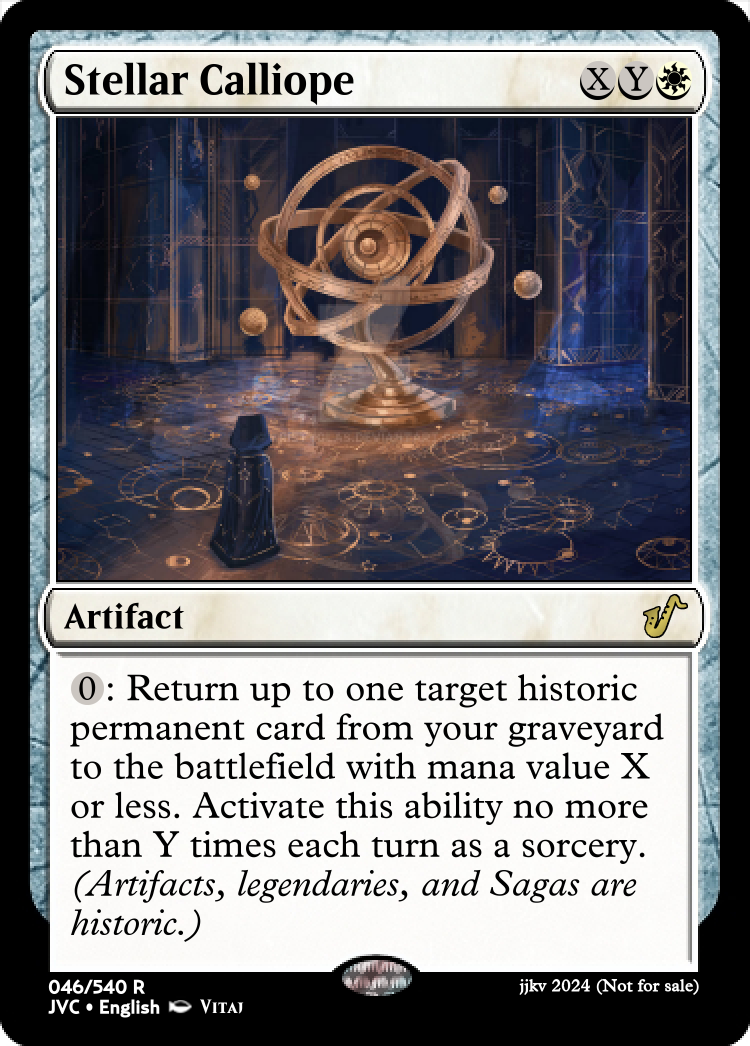 Stellar Calliope X Y
Artifact
0: Return up to one target historic
permanent card from your graveyard
to the battlefield with mana value X
or less. Activate this ability no more
than Y times each turn as a sorcery.
(Artifacts, legendaries, and Sagas are
historic.)
046/540 R
JVC • English VITAJ
jjkv 2024 (Not for sale)